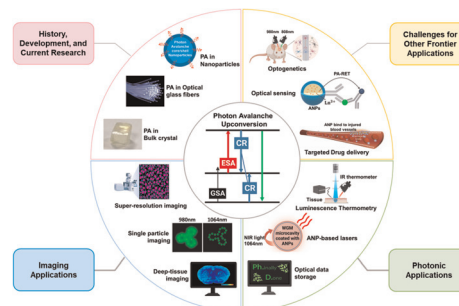 History,
Development, and
Current Research
Photon
Avalanche
Nanoparticles
PA in
Nanoparticles
PA in Optical
glass fibers
PA in
Bulk crystal
Challenges for
Other Frontier
Applications
980nm
Optogenetics
PA-RET
Optical sensing
ANPs
Ln³⁺
ANP bind to injured
blood vessels
Targeted Drug delivery
Photon Avalanche
Upconversion
CR
ESA
CR
GSA
Super-resolution imaging
980nm
1064nm
Single particle
imaging
Deep-tissue
imaging
Imaging
Applications
IR thermometer
Tissue
Luminescence Thermometry
NIR light
1064nm
WGM
microcavity
coated with
ANPs
ANP-based lasers
Optical data
storage
Photonic
Applications